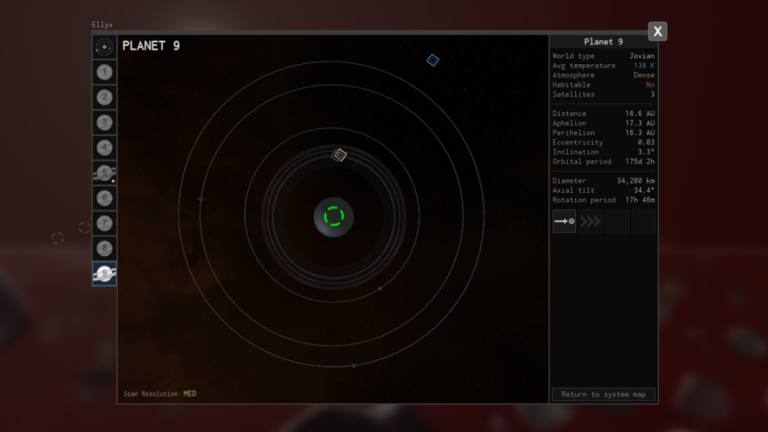 Ellyx
X
PLANET 9
Planet 9
World type Jovian
Avg temperature 138 K
Atmosphere Dense
Habitable No
Satellites 3
Distance 16.6 AU
Aphelion 17.3 AU
Perihelion 16.3 AU
Eccentricity 0.03
Inclination 3.3°
Orbital period 175d 2h
Diameter 34,200 km
Axial tilt 34.4°
Rotation period 17h 46m
1
2
3
4
5
6
7
8
9
Scan Resolution: MED
Return to system map